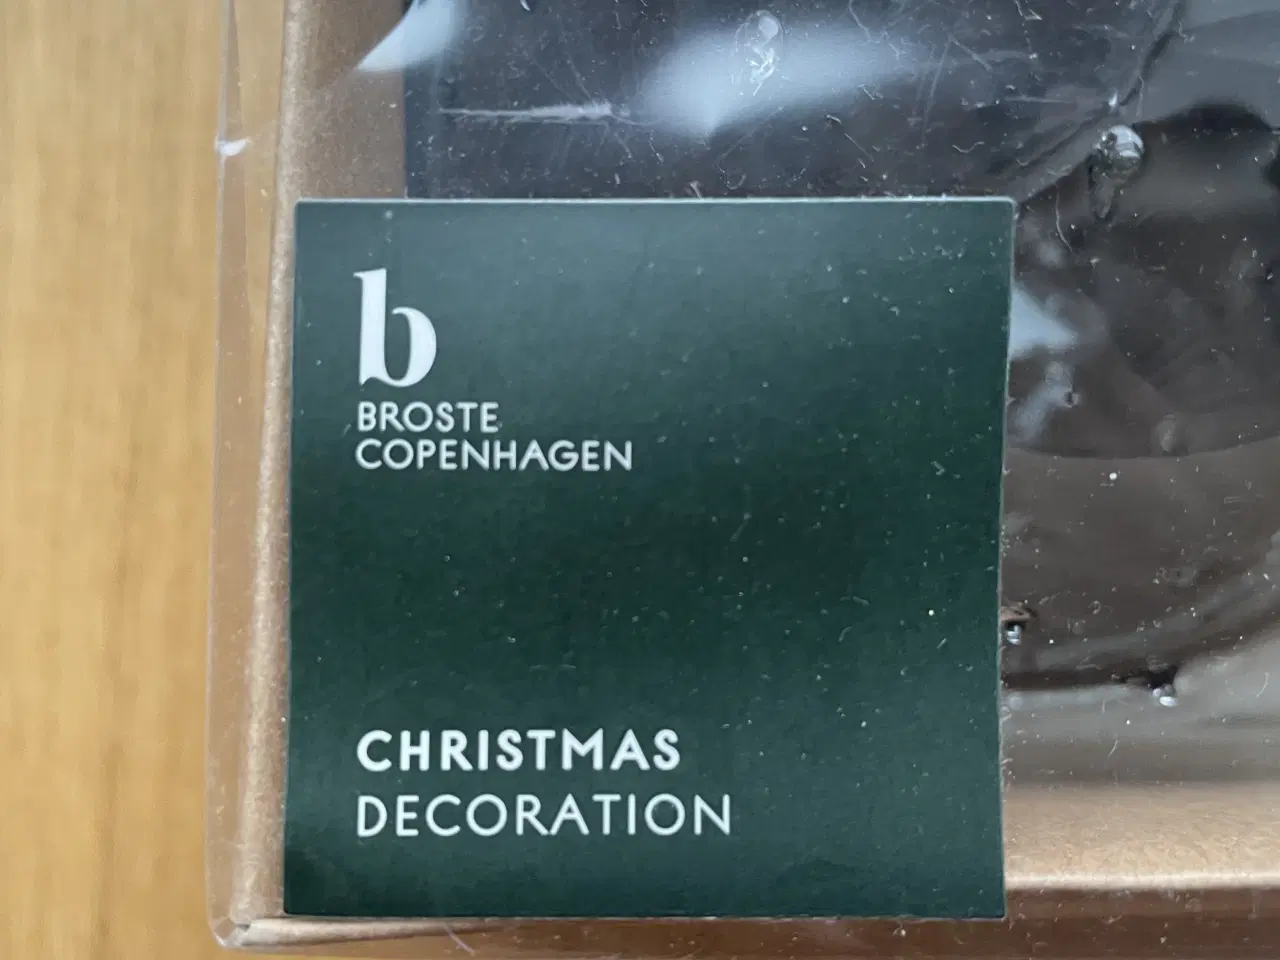 b
BROSTE
COPENHAGEN
CHRISTMAS
DECORATION